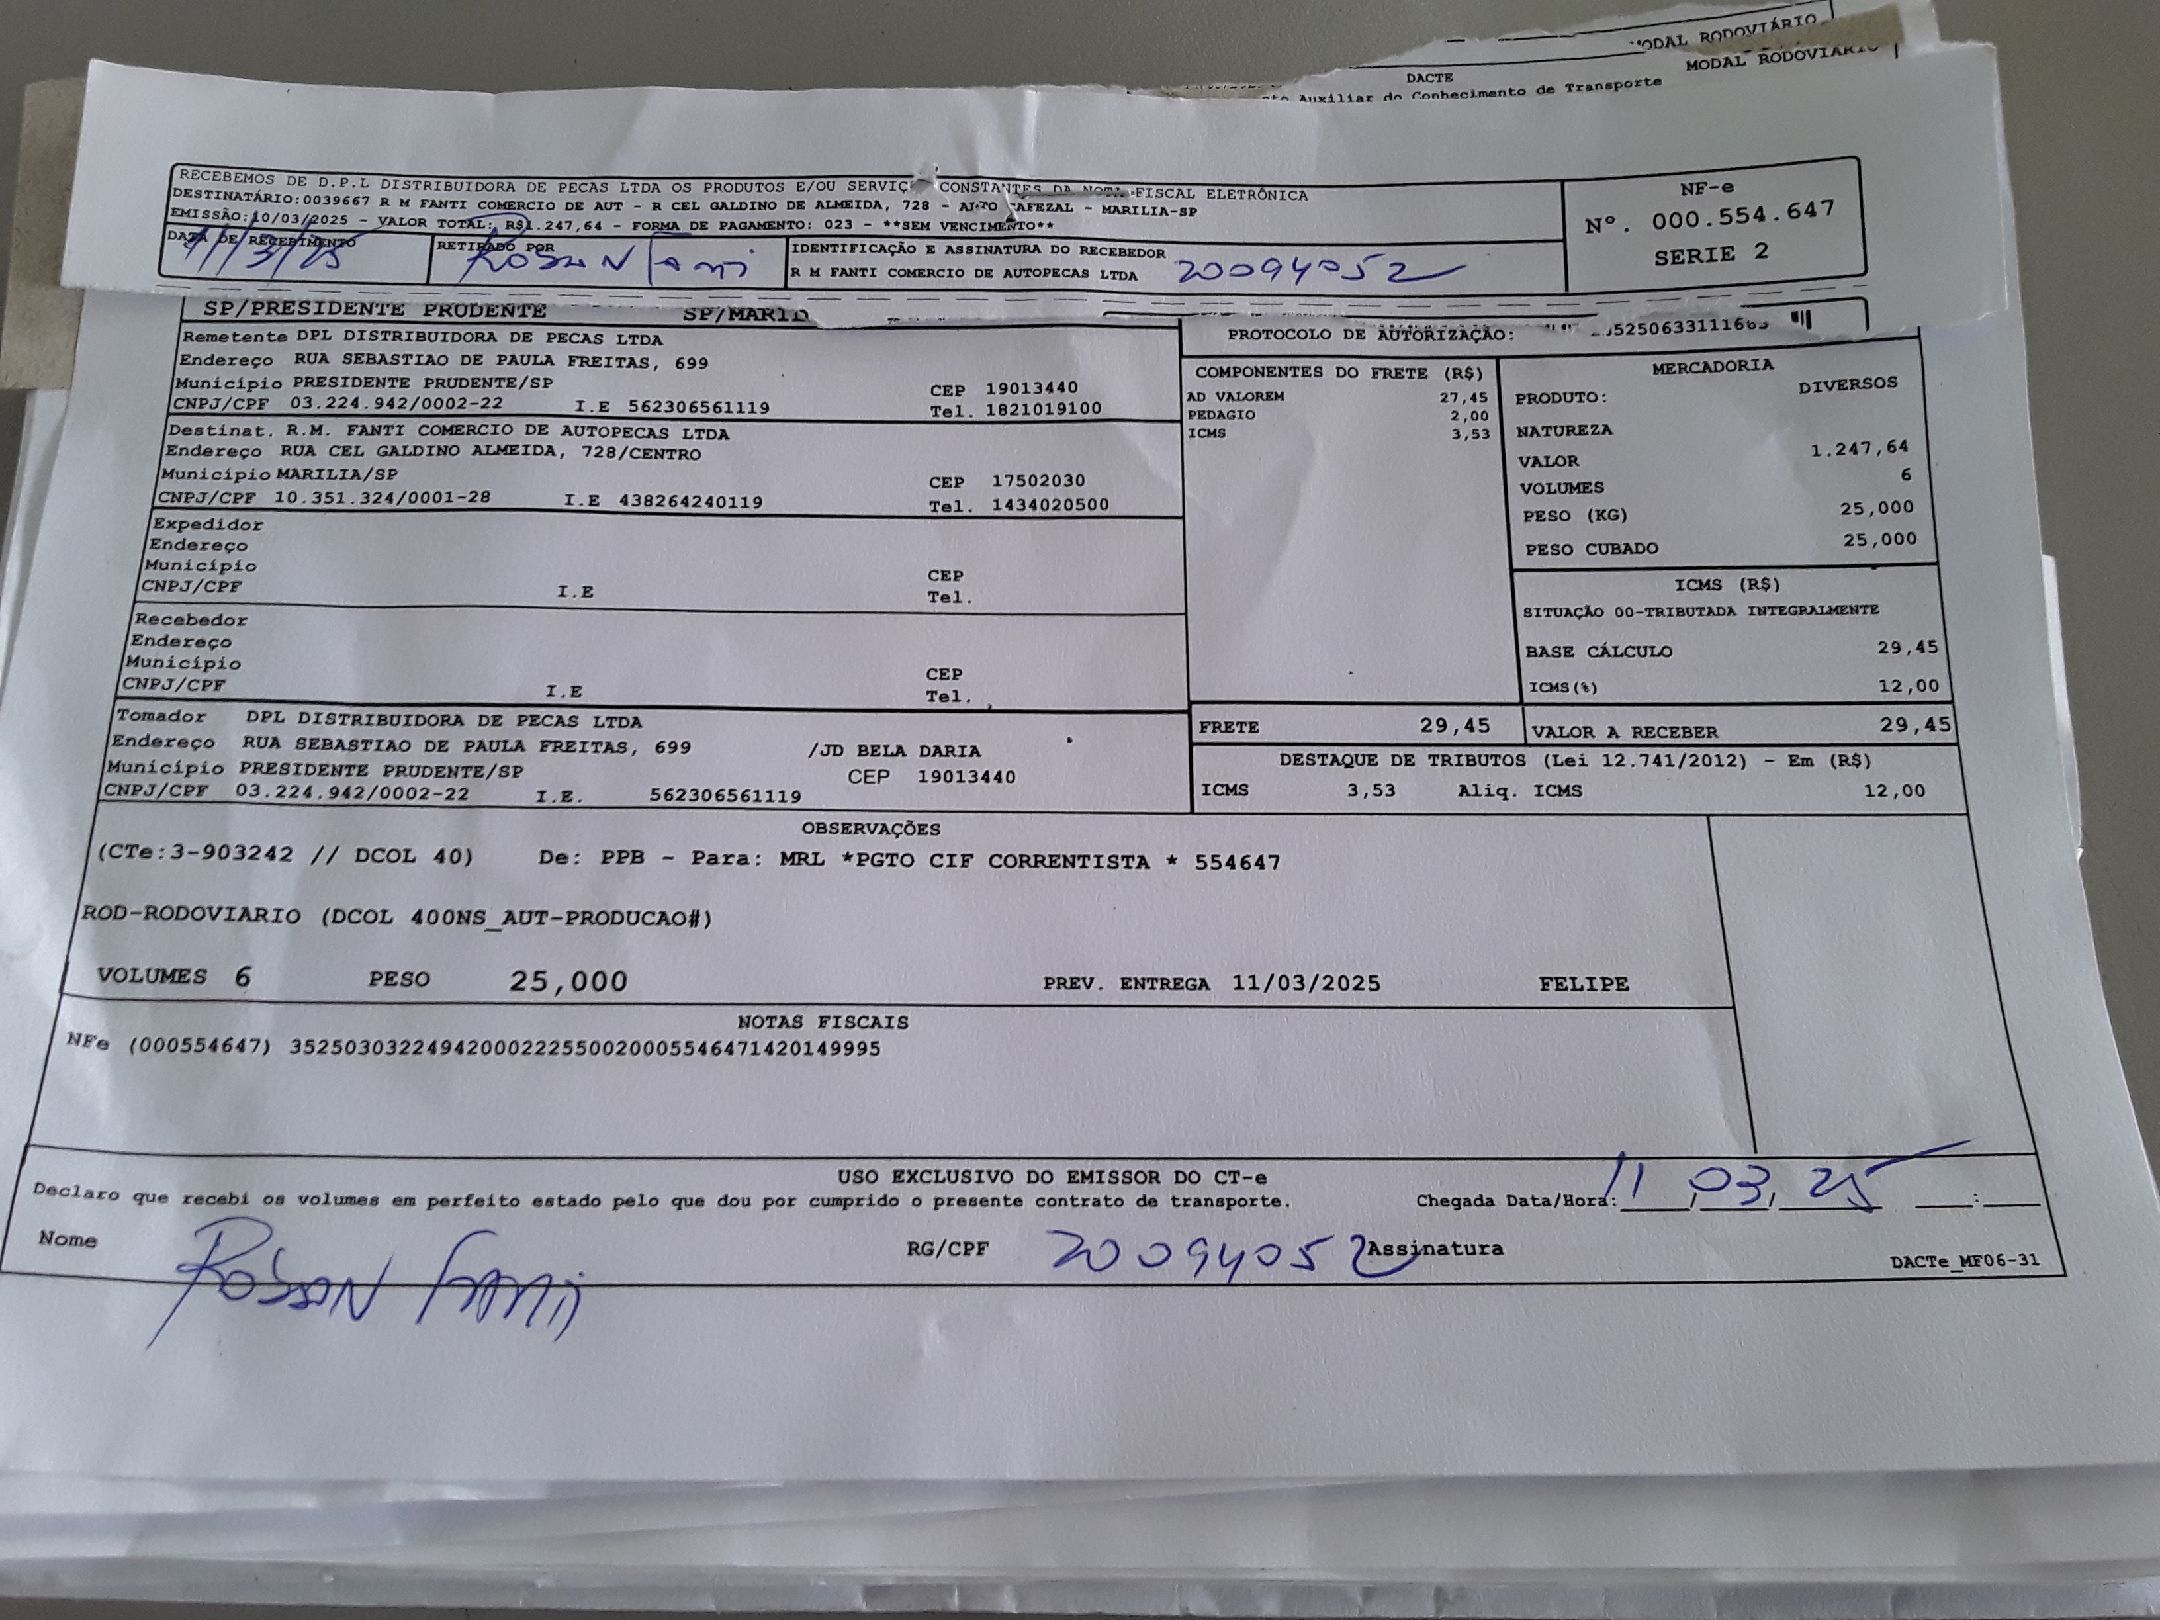 MODAL RODOVIÁRIO
MODAL RODOVIÁRIO
DACTE
Auxiliar do Conhecimento de Transporte
RECEBEMOS DE D.P.L DISTRIBUIDORA DE PECAS LTDA OS PRODUTOS E/OU CONSTANTES DA NOTA FISCAL ELETRÔNICA
DESTINATÁRIO:0039667 R M FANTI COMERCIO DE AUT - R CEL GALDINO DE ALMEIDA, 728 - ALTO CAFEZAL - MARILIA-SP
EMISSÃO:10/03/2025 - VALOR TOTAL: R$1.247,64 - FORMA DE PAGAMENTO: 023 - **SEM VENCIMENTO**
DATA DE RECEBIMENTO
11/3/25
RETIRADO POR
Robson Fanti
IDENTIFICAÇÃO E ASSINATURA DO RECEBEDOR
R M FANTI COMERCIO DE AUTOPECAS LTDA 20094052
NF-e
Nº. 000.554.647
SERIE 2
SP/PRESIDENTE PRUDENTE
Remetente DPL DISTRIBUIDORA DE PECAS LTDA
Endereço RUA SEBASTIAO DE PAULA FREITAS, 699
Município PRESIDENTE PRUDENTE/SP CEP 19013440
CNPJ/CPF 03.224.942/0002-22 I.E 562306561119 Tel. 1821019100
Destinat. R.M. FANTI COMERCIO DE AUTOPECAS LTDA
Endereço RUA CEL GALDINO ALMEIDA, 728/CENTRO
Município MARILIA/SP CEP 17502030
CNPJ/CPF 10.351.324/0001-28 I.E 438264240119 Tel. 1434020500
Expedidor
Endereço
Município CEP
CNPJ/CPF I.E Tel.
Recebedor
Endereço
Município CEP
CNPJ/CPF I.E Tel.
Tomador DPL DISTRIBUIDORA DE PECAS LTDA
Endereço RUA SEBASTIAO DE PAULA FREITAS, 699 /JD BELA DARIA
Município PRESIDENTE PRUDENTE/SP CEP 19013440
CNPJ/CPF 03.224.942/0002-22 I.E. 562306561119
PROTOCOLO DE AUTORIZAÇÃO:
COMPONENTES DO FRETE (R$)
AD VALOREM 27,45
PEDAGIO 2,00
ICMS 3,53
MERCADORIA
PRODUTO: DIVERSOS
NATUREZA
VALOR 1.247,64
VOLUMES 6
PESO (KG) 25,000
PESO CUBADO 25,000
ICMS (R$)
SITUAÇÃO 00-TRIBUTADA INTEGRALMENTE
BASE CÁLCULO 29,45
ICMS(%) 12,00
FRETE 29,45 VALOR A RECEBER 29,45
DESTAQUE DE TRIBUTOS (Lei 12.741/2012) - Em (R$)
ICMS 3,53 Aliq. ICMS 12,00
OBSERVAÇÕES
(CTe:3-903242 // DCOL 40) De: PPB - Para: MRL *PGTO CIF CORRENTISTA * 554647
ROD-RODOVIARIO (DCOL 400NS_AUT-PRODUCAO#)
VOLUMES 6 PESO 25,000 PREV. ENTREGA 11/03/2025 FELIPE
NOTAS FISCAIS
NFe (000554647) 35250303224942000222550020005546471420149995
USO EXCLUSIVO DO EMISSOR DO CT-e
Declaro que recebi os volumes em perfeito estado pelo que dou por cumprido o presente contrato de transporte. Chegada Data/Hora: 11/03/25 :
Nome Robson Fanti RG/CPF 20094052 Assinatura
DACTe_MF06-31